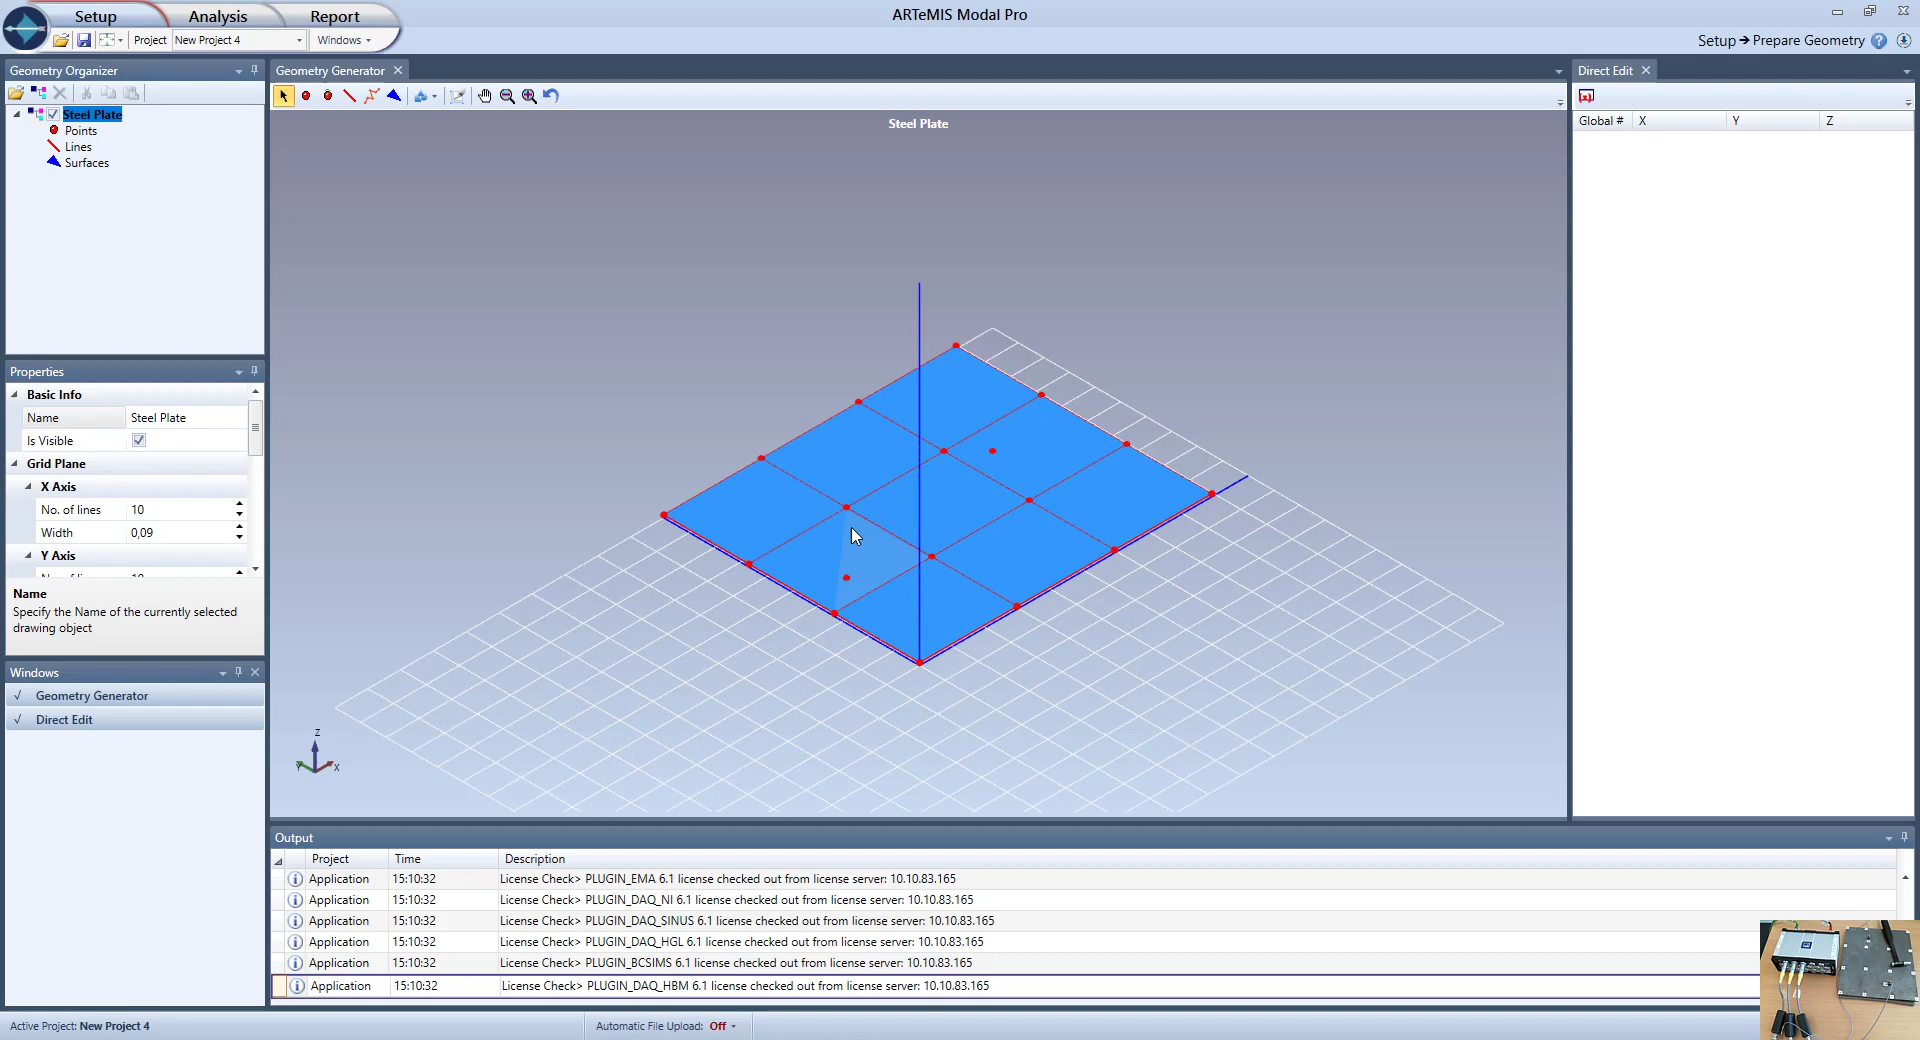 Setup Analysis Report
ARTeMIS Modal Pro
Project New Project 4 Windows
Setup → Prepare Geometry
Geometry Organizer
Steel Plate
Points
Lines
Surfaces
Properties
Basic Info
Name Steel Plate
Is Visible
Grid Plane
X Axis
No. of lines 10
Width 0,09
Y Axis
Name
Specify the Name of the currently selected
drawing object
Windows
√ Geometry Generator
√ Direct Edit
Geometry Generator
Steel Plate
Z
Y X
Direct Edit
Global # X Y Z
Output
Project Time Description
Application 15:10:32 License Check> PLUGIN_EMA 6.1 license checked out from license server: 10.10.83.165
Application 15:10:32 License Check> PLUGIN_DAQ_NI 6.1 license checked out from license server: 10.10.83.165
Application 15:10:32 License Check> PLUGIN_DAQ_SINUS 6.1 license checked out from license server: 10.10.83.165
Application 15:10:32 License Check> PLUGIN_DAQ_HGL 6.1 license checked out from license server: 10.10.83.165
Application 15:10:32 License Check> PLUGIN_BCSIMS 6.1 license checked out from license server: 10.10.83.165
Application 15:10:32 License Check> PLUGIN_DAQ_HBM 6.1 license checked out from license server: 10.10.83.165
Active Project: New Project 4
Automatic File Upload: Off